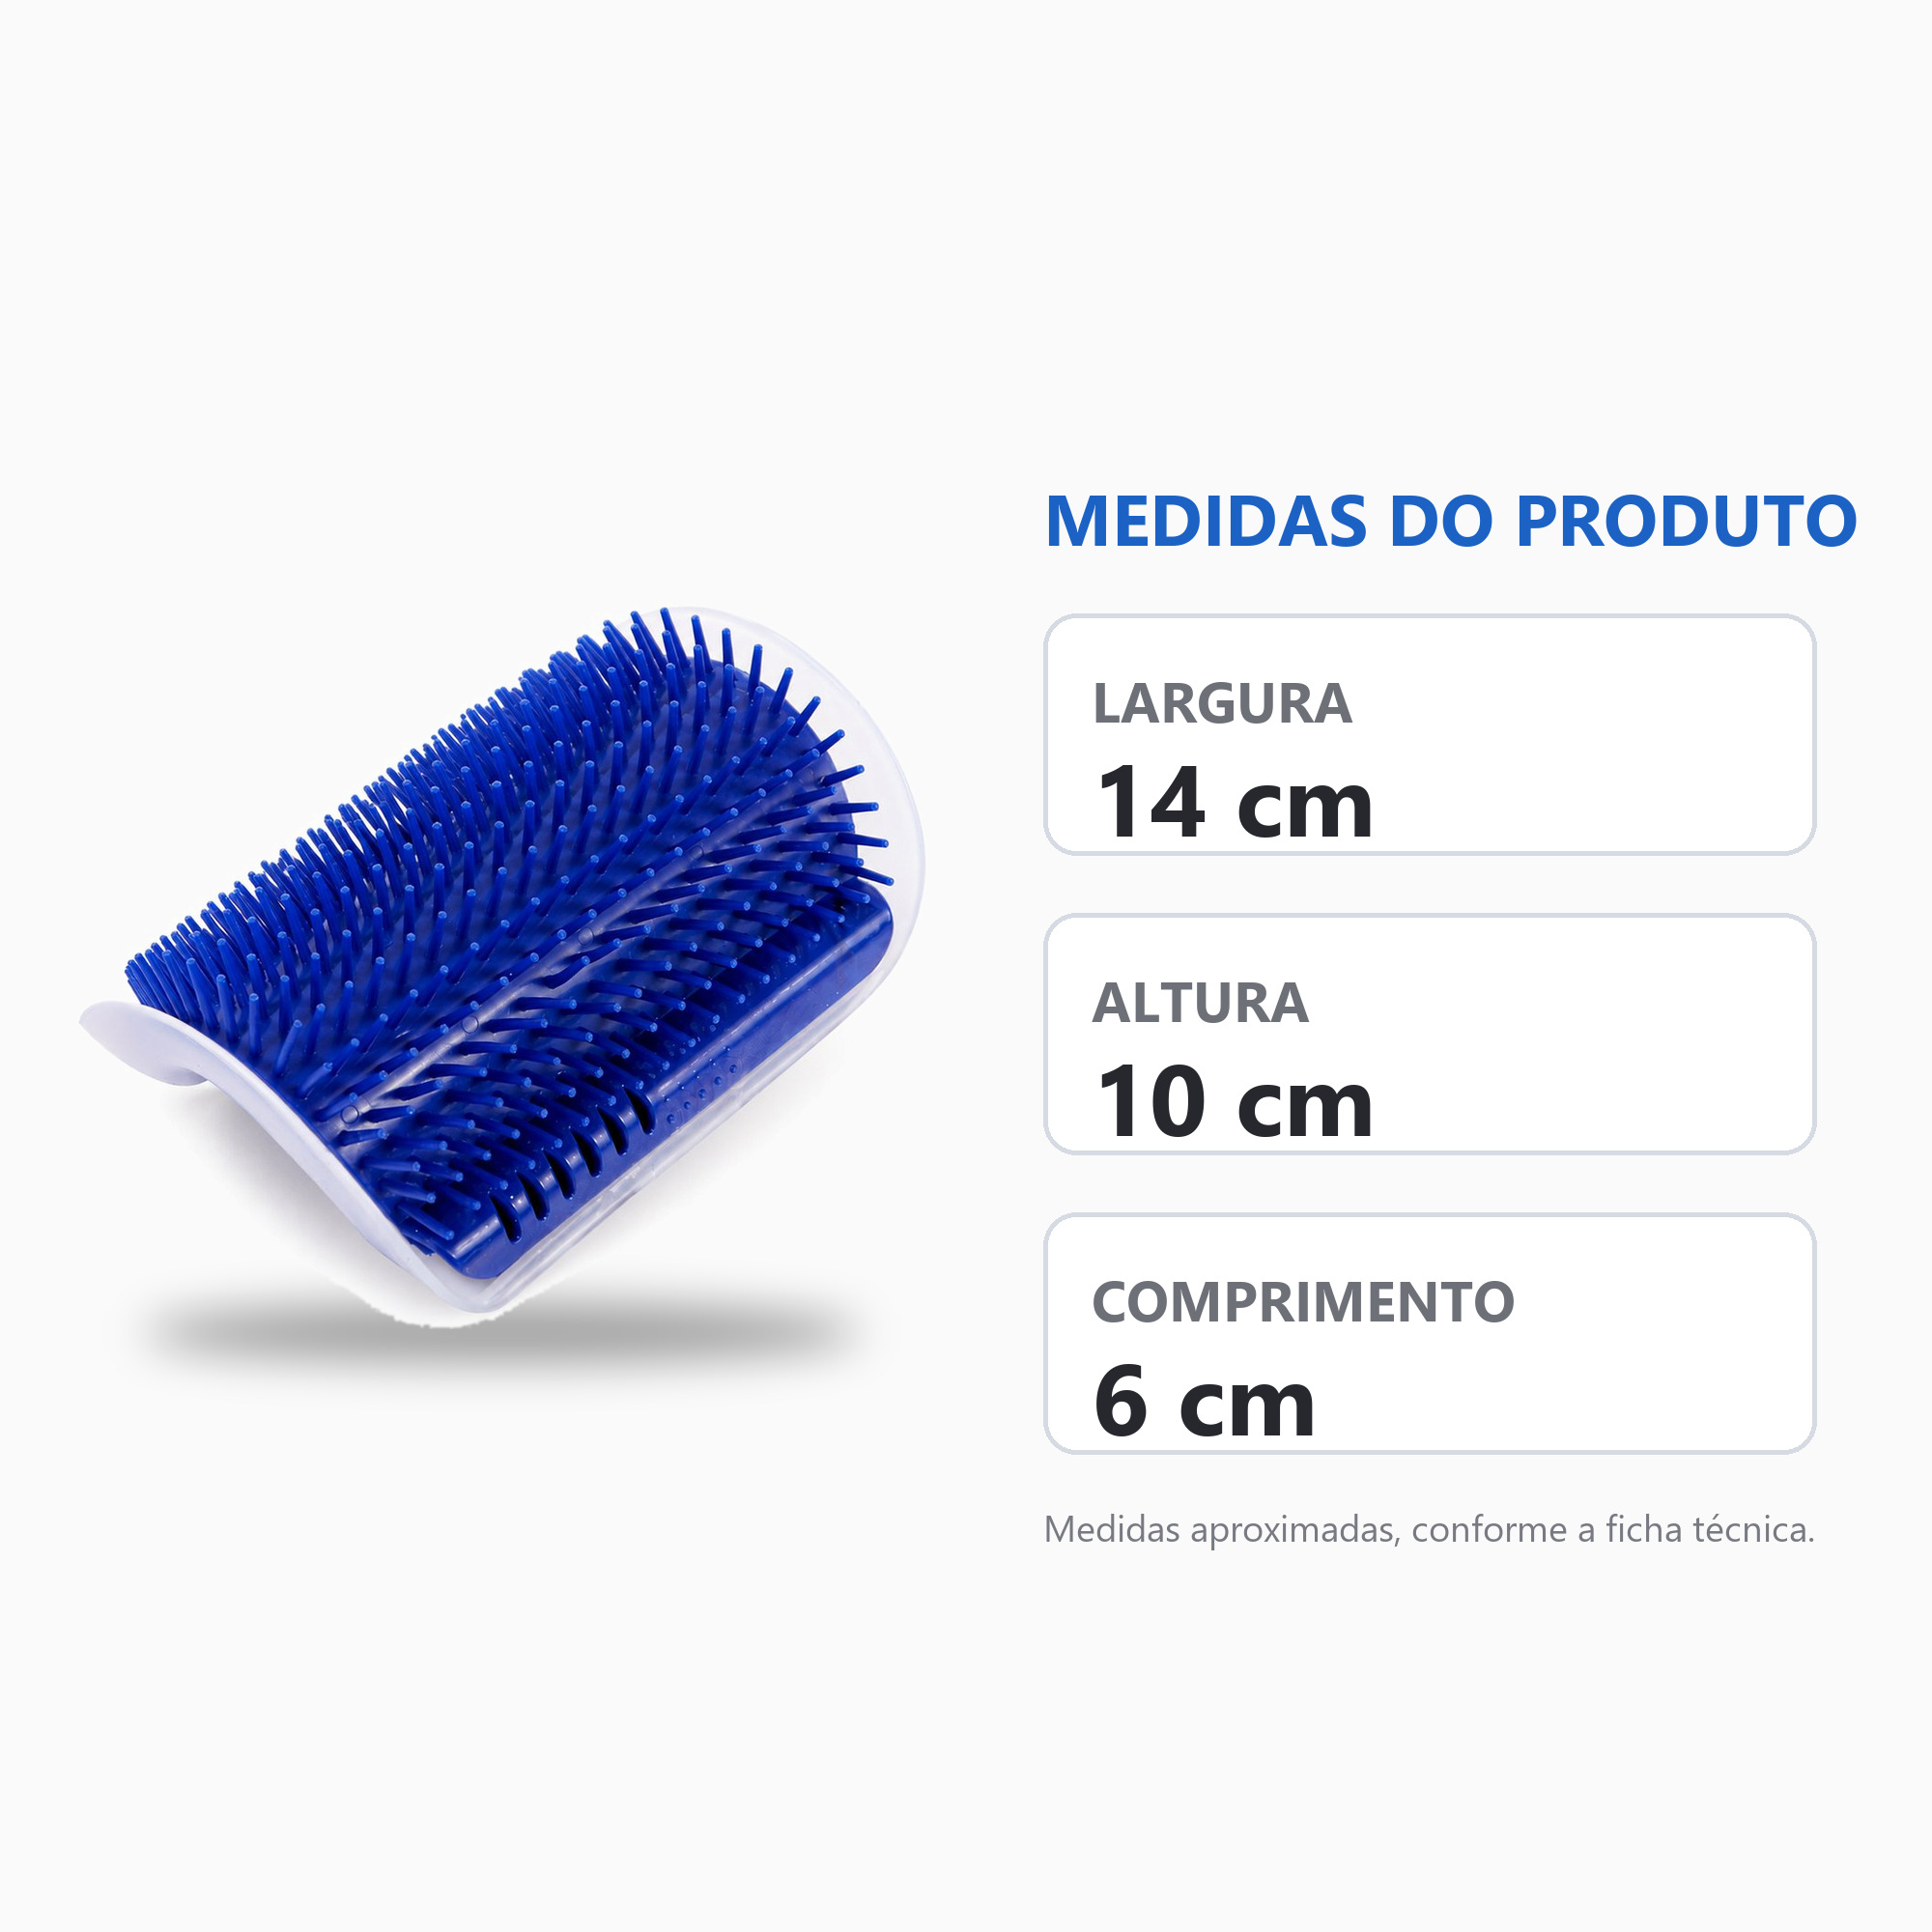 MEDIDAS DO PRODUTO
LARGURA
14 cm
ALTURA
10 cm
COMPRIMENTO
6 cm
Medidas aproximadas, conforme a ficha técnica.